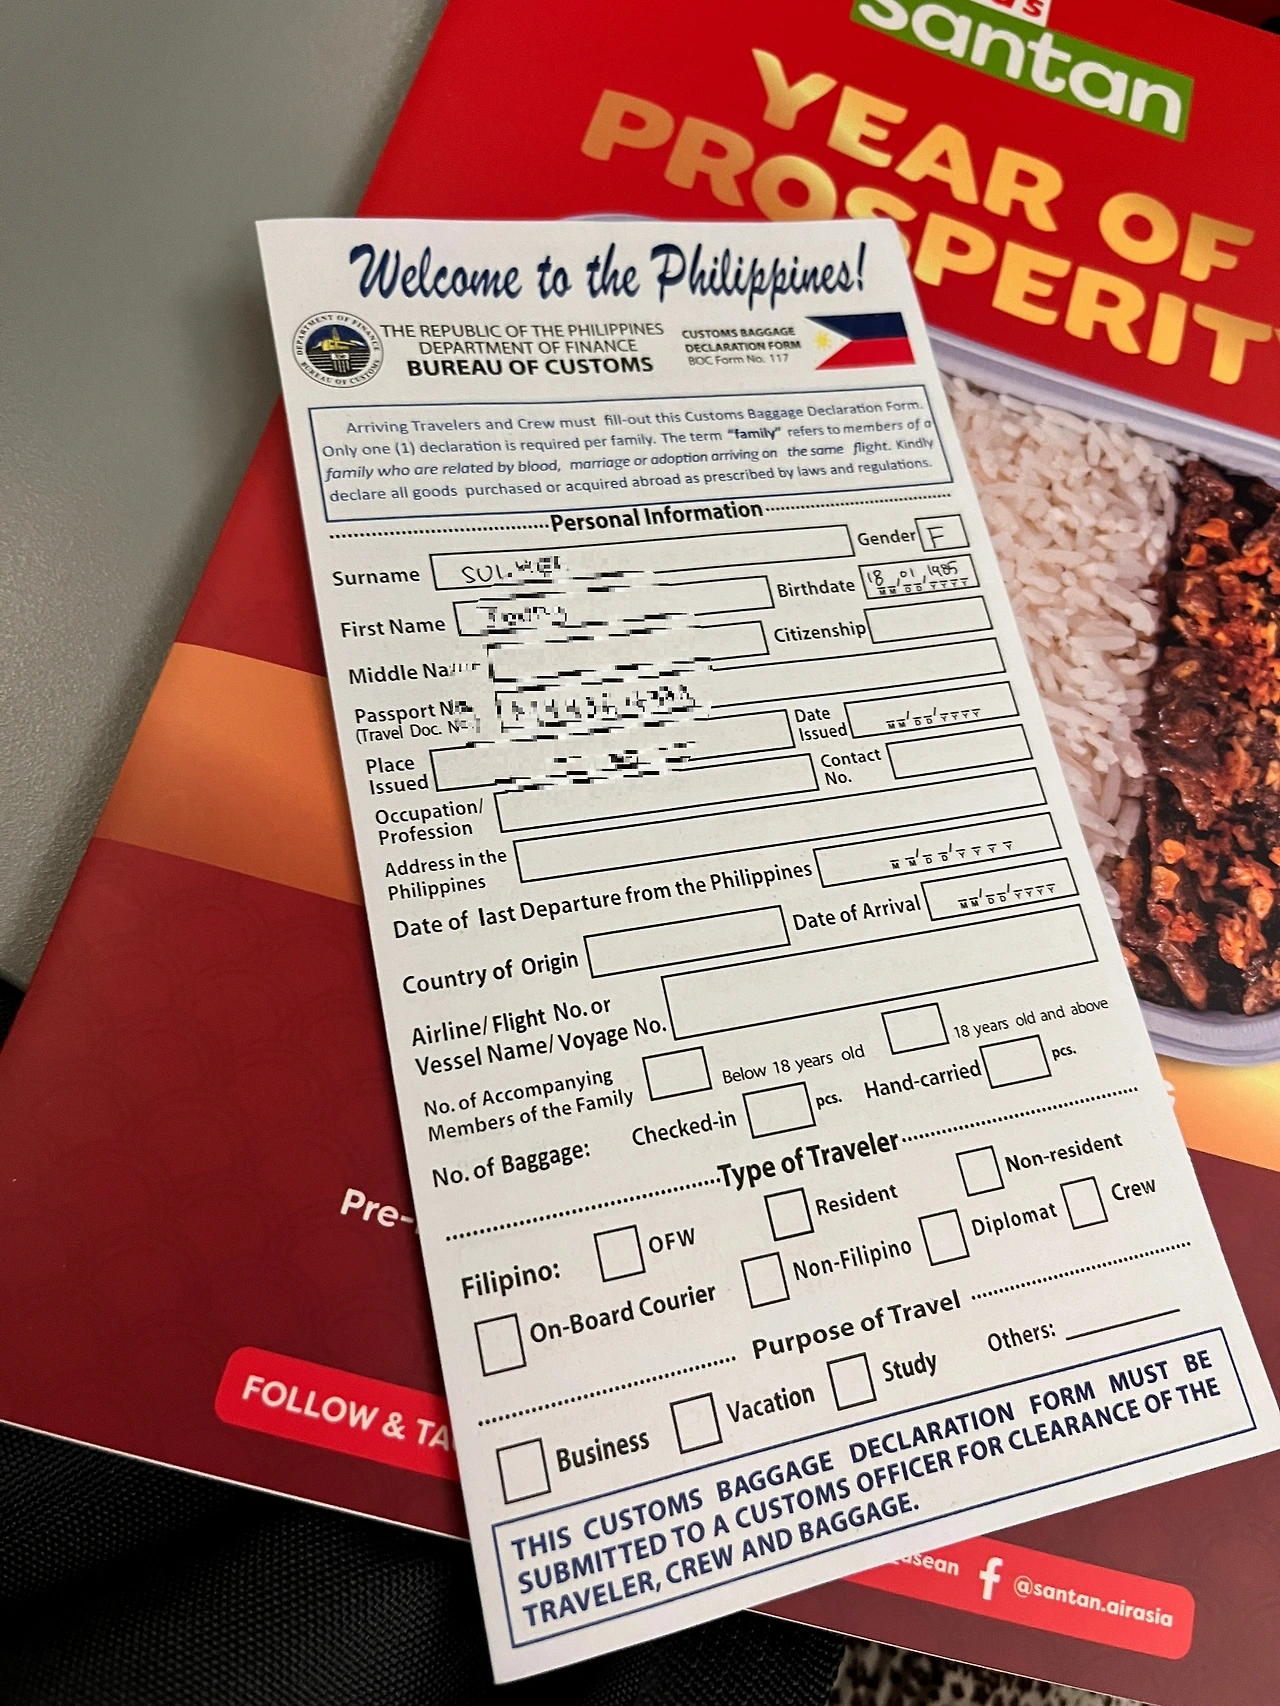 santan
YEAR OF
PROSPERIT
Welcome to the Philippines!
DEPARTMENT OF FINANCE
BUREAU OF CUSTOMS
THE REPUBLIC OF THE PHILIPPINES
DEPARTMENT OF FINANCE
BUREAU OF CUSTOMS
CUSTOMS BAGGAGE
DECLARATION FORM
BOC Form No. 117
Arriving Travelers and Crew must fill-out this Customs Baggage Declaration Form.
Only one (1) declaration is required per family. The term "family" refers to members of a
family who are related by blood, marriage or adoption arriving on the same flight. Kindly
declare all goods purchased or acquired abroad as prescribed by laws and regulations.
Personal Information
Surname
Gender F
First Name
Birthdate 18/01/1985
MM DD YYYY
Middle
Citizenship
Passport
(Travel Doc.
Place
Issued
Date
Issued
MM/DD/YYYY
Occupation/
Profession
Contact
No.
Address in the
Philippines
Date of last Departure from the Philippines MM/DD/YYYY
Country of Origin
Date of Arrival MM/DD/YYYY
Airline/Flight No. or
Vessel Name/Voyage No.
No. of Accompanying
Members of the Family
Below 18 years old
18 years old and above
No. of Baggage: Checked-in pcs. Hand-carried pcs.
Type of Traveler
Filipino: OFW Resident Non-resident
On-Board Courier Non-Filipino Diplomat Crew
Purpose of Travel
Business Vacation Study Others:
THIS CUSTOMS BAGGAGE DECLARATION FORM MUST BE
SUBMITTED TO A CUSTOMS OFFICER FOR CLEARANCE OF THE
TRAVELER, CREW AND BAGGAGE.
Pre-
FOLLOW & TA
asean
@santan.airasia